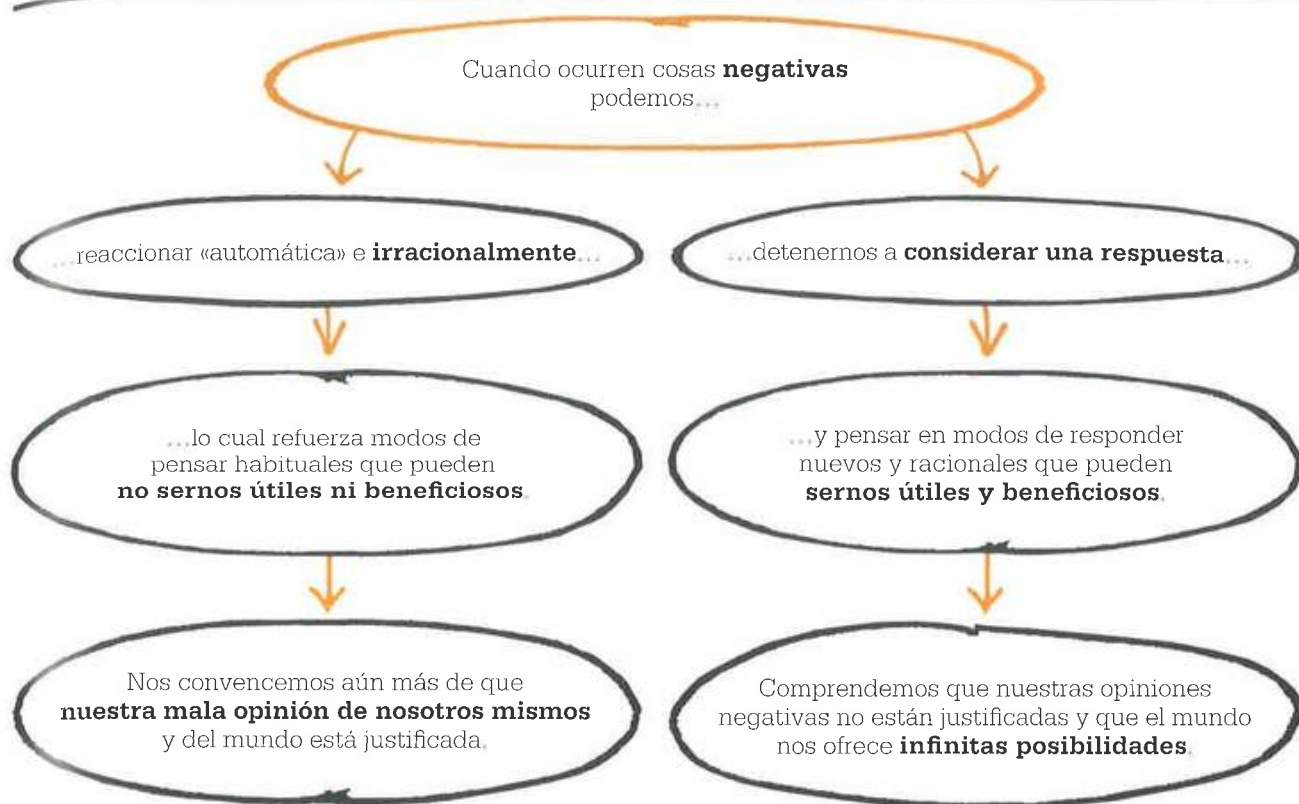 Cuando ocurren cosas negativas
podemos...
...reaccionar «automática» e irracionalmente...
...detenernos a considerar una respuesta...
...lo cual refuerza modos de
pensar habituales que pueden
no sernos útiles ni beneficiosos.
...y pensar en modos de responder
nuevos y racionales que pueden
sernos útiles y beneficiosos.
Nos convencemos aún más de que
nuestra mala opinión de nosotros mismos
y del mundo está justificada.
Comprendemos que nuestras opiniones
negativas no están justificadas y que el mundo
nos ofrece infinitas posibilidades.